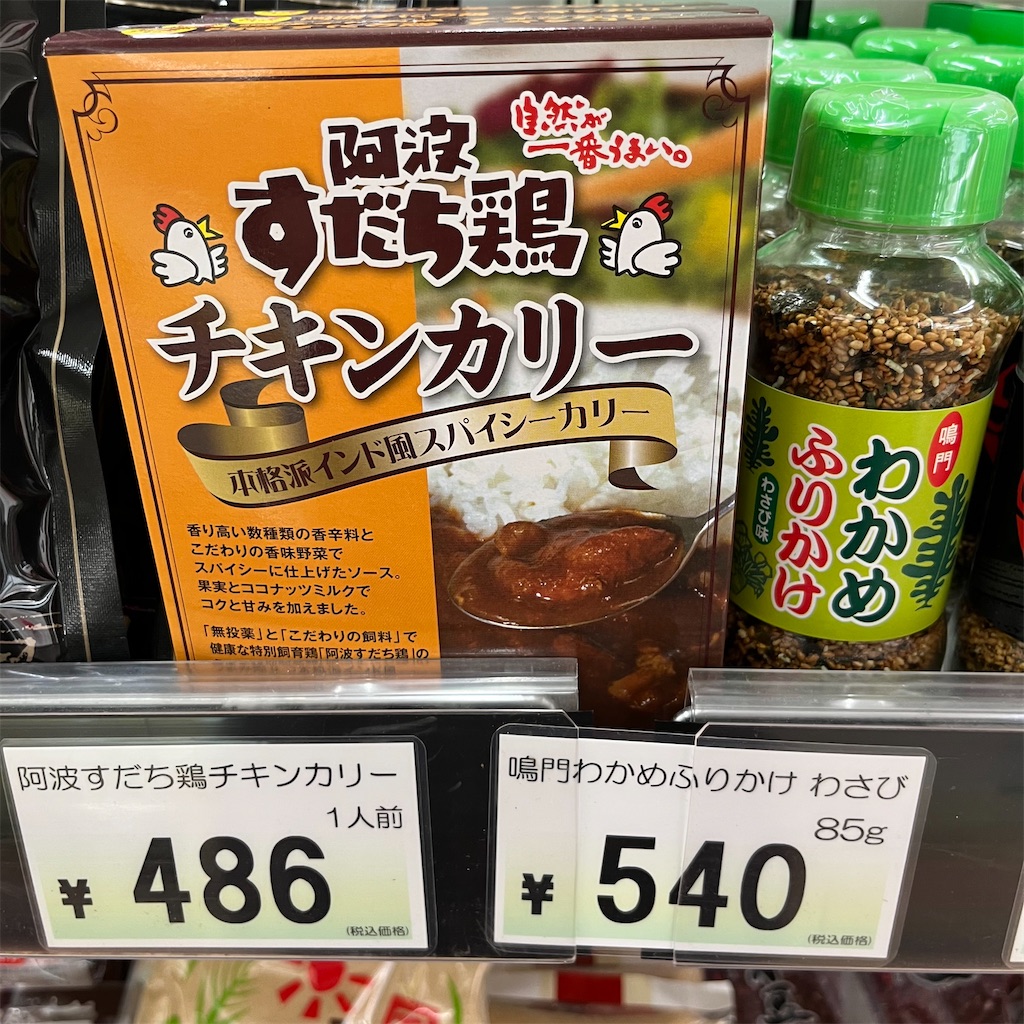 自然が
一番うまい。
阿波
すだち鶏
チキンカリー
本格派インド風スパイシーカリー
香り高い数種類の香辛料と
こだわりの香味野菜で
スパイシーに仕上げたソース。
果実とココナッツミルクで
コクと甘みを加えました。
「無投薬」と「こだわりの飼料」で
健康な特別飼育鶏「阿波すだち鶏」の
鳴門
わかめ
ふりかけ
わさび味
阿波すだち鶏チキンカリー
1人前
¥486
(税込価格)
鳴門わかめふりかけ わさび
85g
¥540
(税込価格)